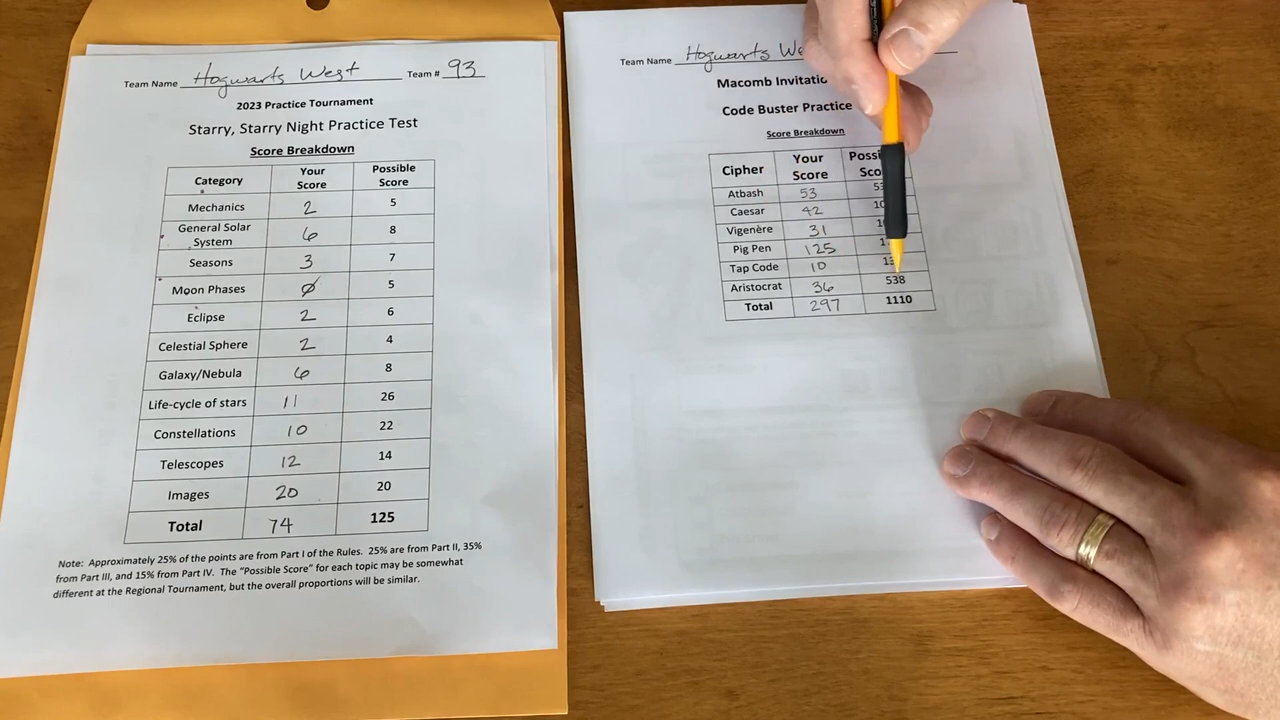 Team Name Hogwarts West Team # 93
2023 Practice Tournament
Starry, Starry Night Practice Test
Score Breakdown
Category Your Score Possible Score
Mechanics 2 5
General Solar System 6 8
Seasons 3 7
Moon Phases 0 5
Eclipse 2 6
Celestial Sphere 2 4
Galaxy/Nebula 6 8
Life-cycle of stars 11 26
Constellations 10 22
Telescopes 12 14
Images 20 20
Total 74 125
Note: Approximately 25% of the points are from Part I of the Rules. 25% are from Part II, 35%
from Part III, and 15% from Part IV. The "Possible Score" for each topic may be somewhat
different at the Regional Tournament, but the overall proportions will be similar.
Team Name Hogwarts We
Macomb Invitatio
Code Buster Practice
Score Breakdown
Cipher Your Score
Atbash 53
Caesar 42
Vigenère 31
Pig Pen 125
Tap Code 10
Aristocrat 36 538
Total 297 1110